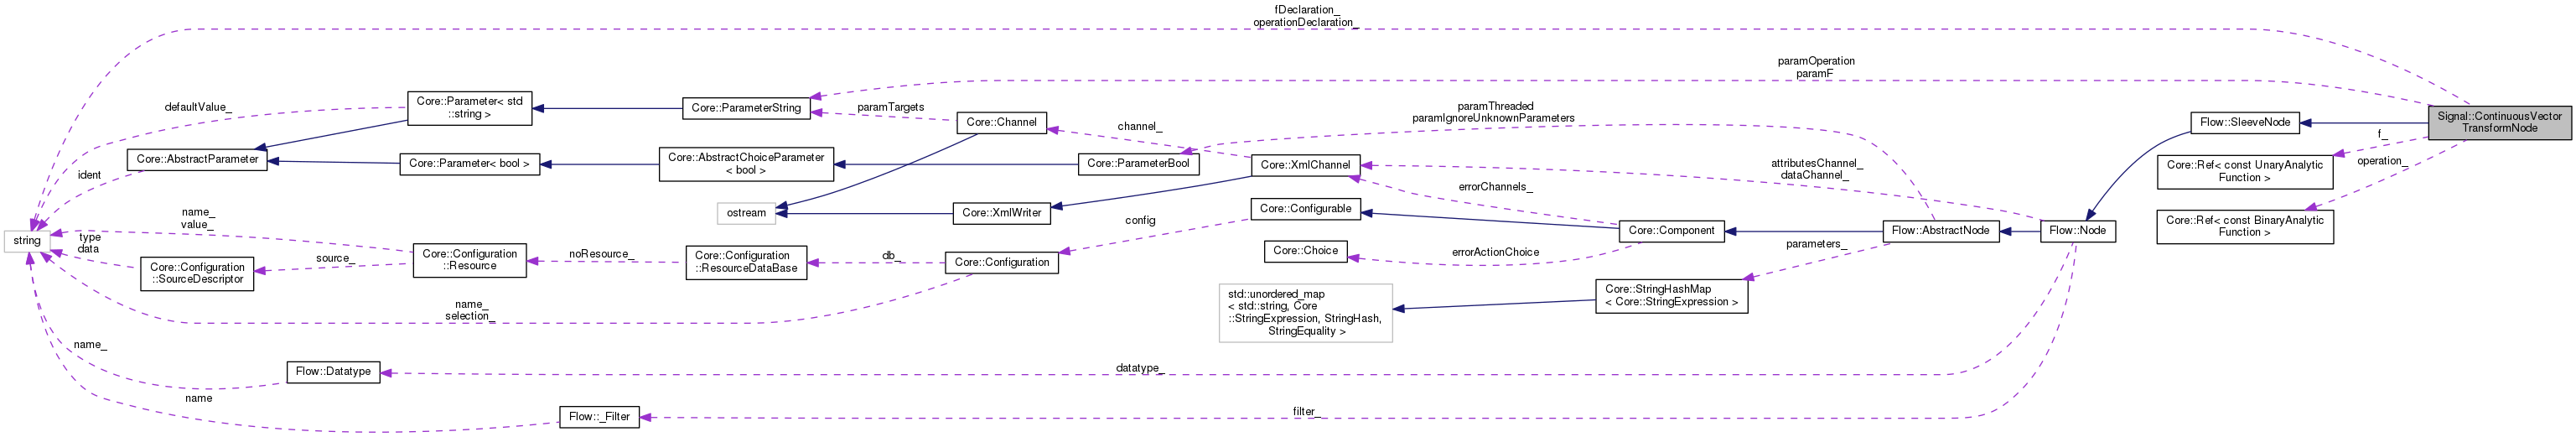 fDeclaration_
operationDeclaration_
paramOperation
paramF
defaultValue_
Core::Parameter< std
::string >
Core::ParameterString
paramTargets
Core::Channel
channel_
paramThreaded
paramIgnoreUnknownParameters
Flow::SleeveNode
Signal::ContinuousVector
TransformNode
f_
operation_
Core::AbstractParameter
ident
Core::Parameter< bool >
Core::AbstractChoiceParameter
< bool >
Core::ParameterBool
Core::XmlChannel
attributesChannel_
dataChannel_
Core::Ref< const UnaryAnalytic
Function >
errorChannels_
name_
value_
ostream
Core::XmlWriter
config
Core::Configurable
Core::Component
Flow::AbstractNode
Flow::Node
Core::Ref< const BinaryAnalytic
Function >
string
type
data
Core::Configuration
::SourceDescriptor
source_
Core::Configuration
::Resource
noResource_
Core::Configuration
::ResourceDataBase
db_
Core::Configuration
Core::Choice
errorActionChoice
parameters_
name_
selection_
std::unordered_map
< std::string, Core
::StringExpression, StringHash,
StringEquality >
Core::StringHashMap
< Core::StringExpression >
name_
Flow::Datatype
datatype_
name
Flow::_Filter
filter_